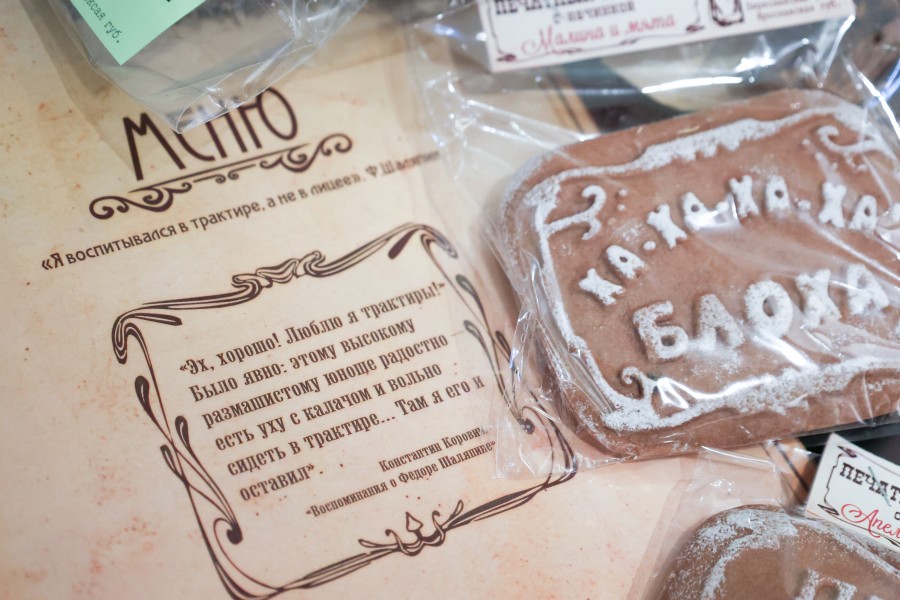 губ.
МЕНЮ
«Я воспитывался в трактире, а не в лицее». Ф Шаляпин
«Эх, хорошо! Люблю я трактиры!»
Было явно: этому высокому
размашистому юноше радостно
есть уху с калачом и вольно
сидеть в трактире... Там я его и
оставил».
Константин Коровин.
«Воспоминания о Федоре Шаляпине»
с начинкой
Малина и мята
губ.
ХА-ХА-ХА-ХА
БЛОХА